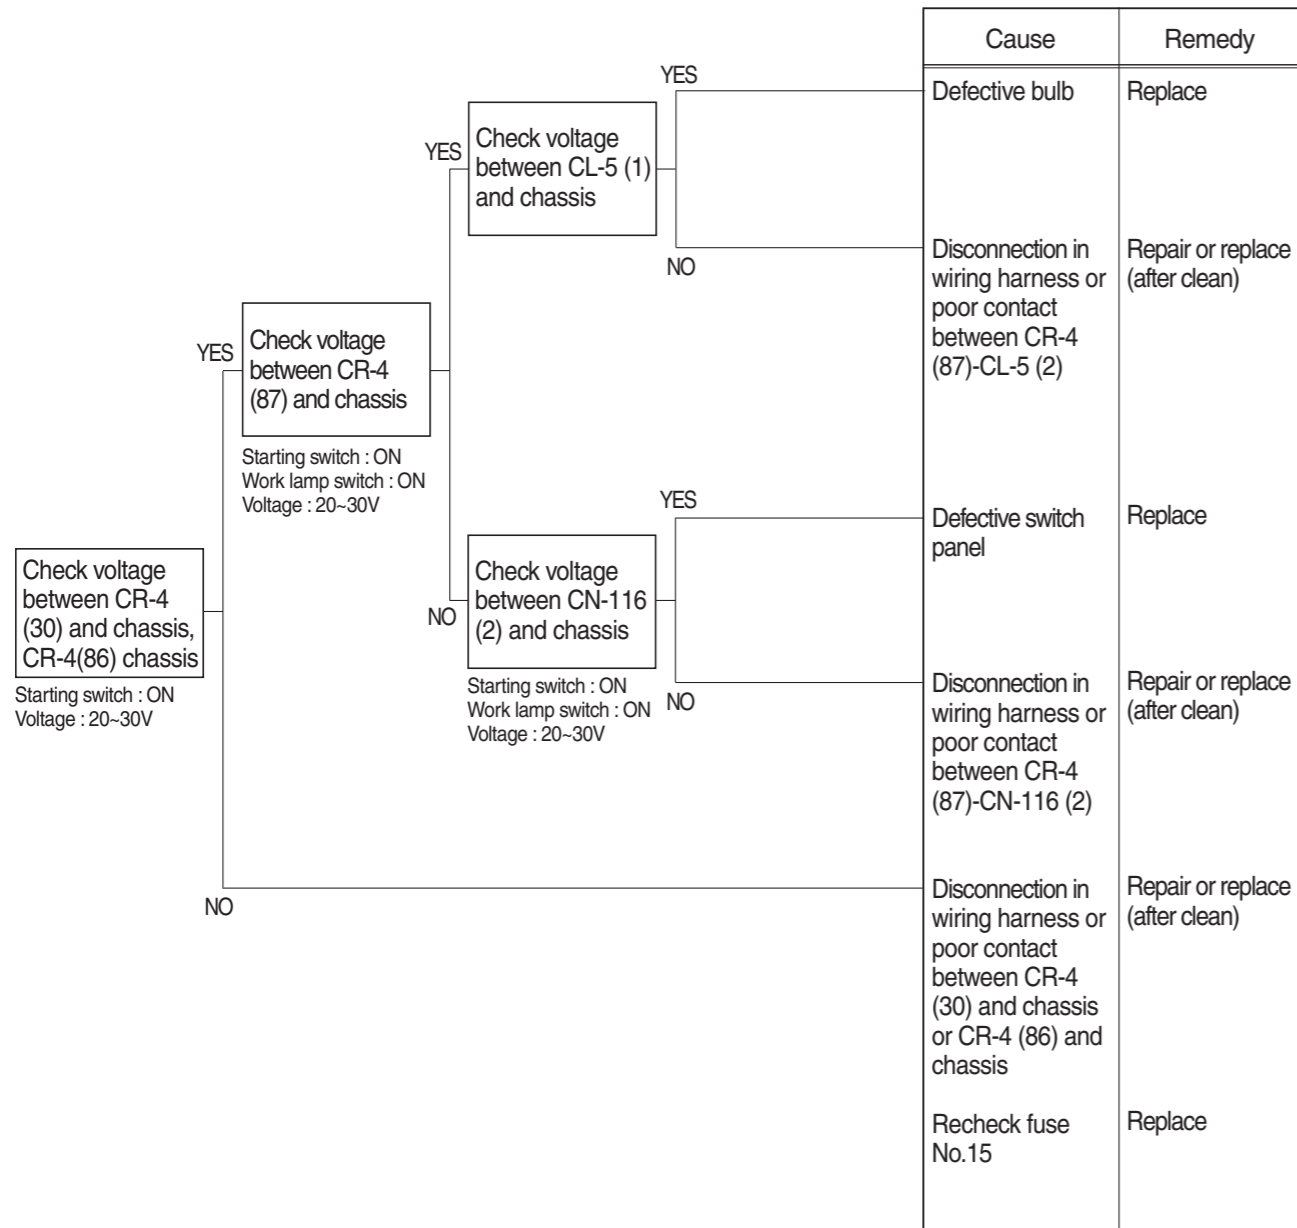 Cause
Remedy
YES
Defective bulb
Replace
Check voltage
between CL-5 (1)
and chassis
YES
NO
Disconnection in
wiring harness or
poor contact
between CR-4
(87)-CL-5 (2)
Repair or replace
(after clean)
Check voltage
between CR-4
(87) and chassis
YES
Starting switch : ON
Work lamp switch : ON
Voltage : 20~30V
YES
Defective switch
panel
Replace
Check voltage
between CR-4
(30) and chassis,
CR-4(86) chassis
Starting switch : ON
Voltage : 20~30V
Check voltage
between CN-116
(2) and chassis
NO
Starting switch : ON
Work lamp switch : ON
Voltage : 20~30V
NO
Disconnection in
wiring harness or
poor contact
between CR-4
(87)-CN-116 (2)
Repair or replace
(after clean)
NO
Disconnection in
wiring harness or
poor contact
between CR-4
(30) and chassis
or CR-4 (86) and
chassis
Repair or replace
(after clean)
Recheck fuse
No.15
Replace